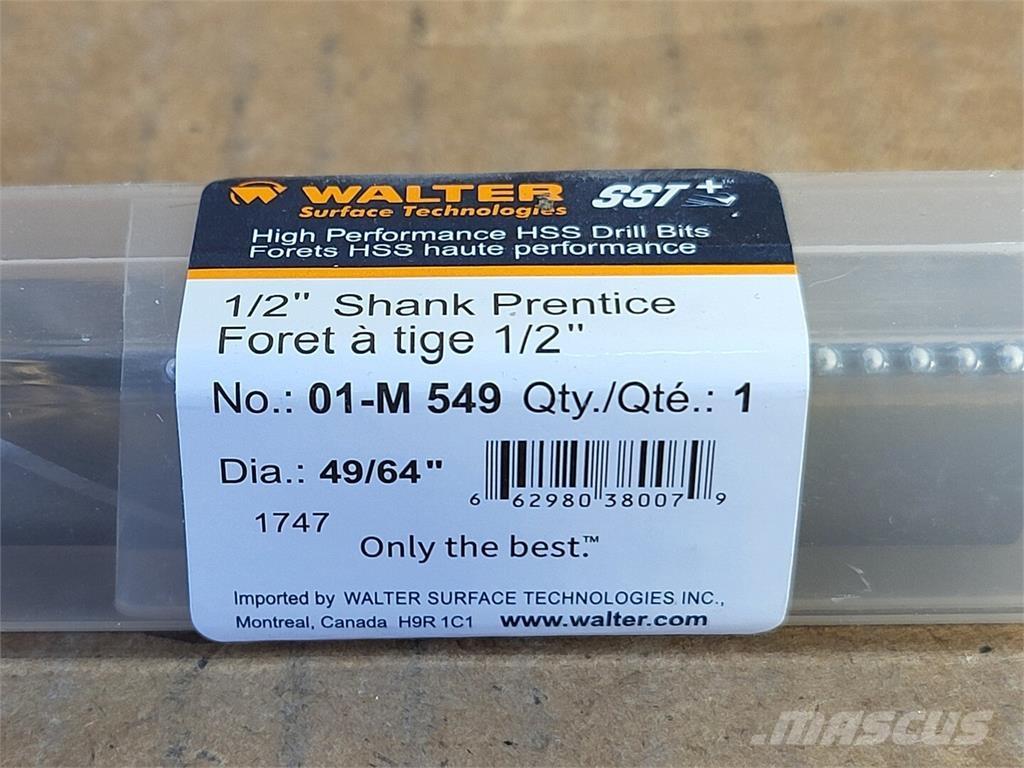 WALTER SST+™
Surface Technologies
High Performance HSS Drill Bits
Forets HSS haute performance
1/2" Shank Prentice
Foret à tige 1/2"
No.: 01-M 549 Qty./Qté.: 1
Dia.: 49/64"
6 62980 38007 9
1747
Only the best.™
Imported by WALTER SURFACE TECHNOLOGIES INC.,
Montreal, Canada H9R 1C1 www.walter.com
MASCUS